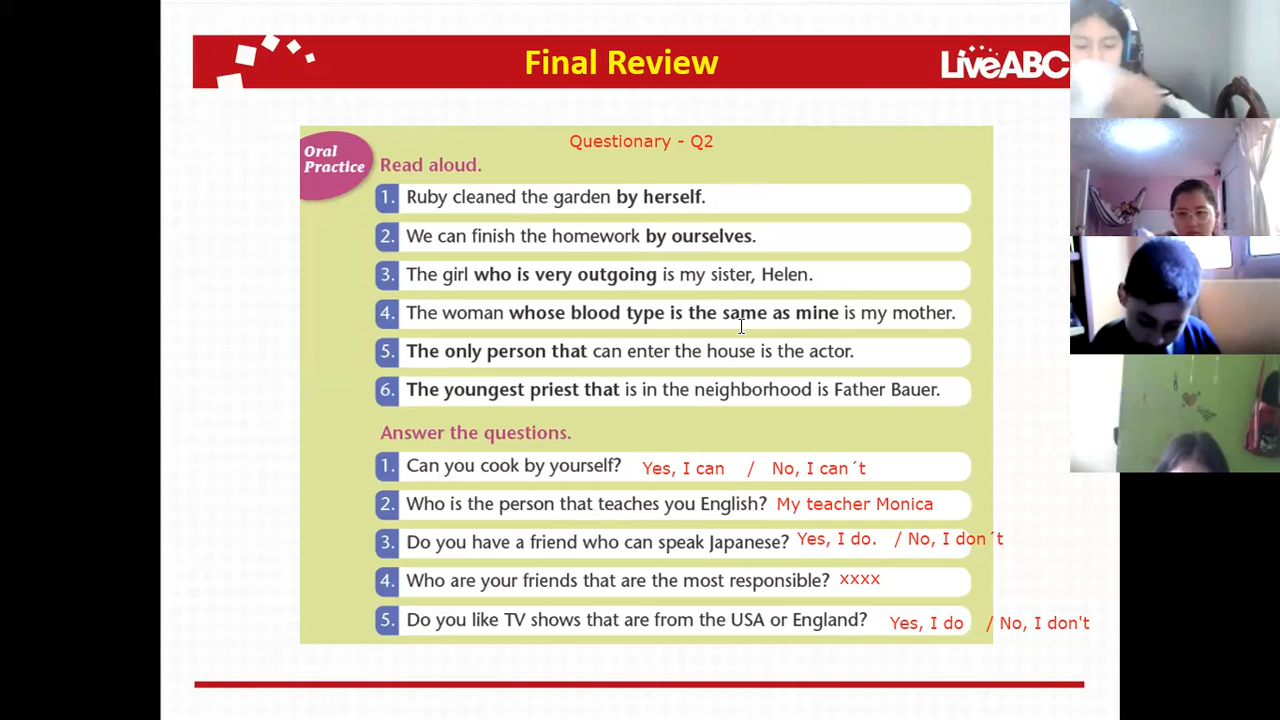 Final Review
LiveABC
Questionary - Q2
Oral
Practice
Read aloud.
1. Ruby cleaned the garden by herself.
2. We can finish the homework by ourselves.
3. The girl who is very outgoing is my sister, Helen.
4. The woman whose blood type is the same as mine is my mother.
5. The only person that can enter the house is the actor.
6. The youngest priest that is in the neighborhood is Father Bauer.
Answer the questions.
1. Can you cook by yourself? Yes, I can / No, I can´t
2. Who is the person that teaches you English? My teacher Monica
3. Do you have a friend who can speak Japanese? Yes, I do. / No, I don´t
4. Who are your friends that are the most responsible? xxxx
5. Do you like TV shows that are from the USA or England? Yes, I do / No, I don't